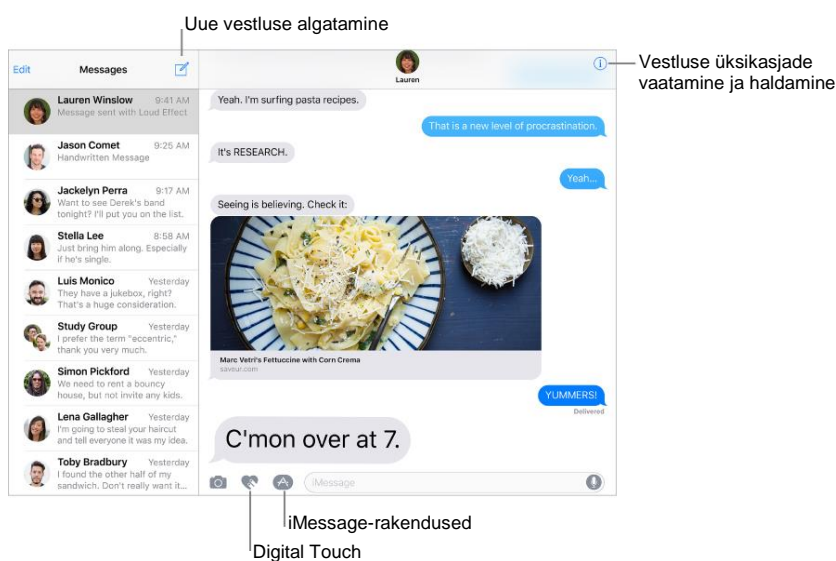 Uue vestluse algatamine
Vestluse üksikasjade
vaatamine ja haldamine
Edit
Messages
Lauren Winslow 9:41 AM
Message sent with Loud Effect
Jason Comet 9:25 AM
Handwritten Message
Jackelyn Perra 9:17 AM
Want to see Derek's band
tonight? I'll put you on the list.
Stella Lee 8:58 AM
Just bring him along. Especially
if he's single.
Luis Monico Yesterday
They have a jukebox, right?
That's a huge consideration.
Study Group Yesterday
I prefer the term "eccentric,"
thank you very much.
Simon Pickford Yesterday
We need to rent a bouncy
house, but not invite any kids.
Lena Gallagher Yesterday
I'm going to steal your haircut
and tell everyone it was my idea.
Toby Bradbury Yesterday
I found the other half of my
sandwich. Don't really want it...
Lauren
Yeah. I'm surfing pasta recipes.
That is a new level of procrastination.
It's RESEARCH.
Yeah...
Seeing is believing. Check it:
Marc Vetri's Fettuccine with Corn Crema
saveur.com
YUMMERS!
Delivered
C'mon over at 7.
iMessage
iMessage-rakendused
Digital Touch